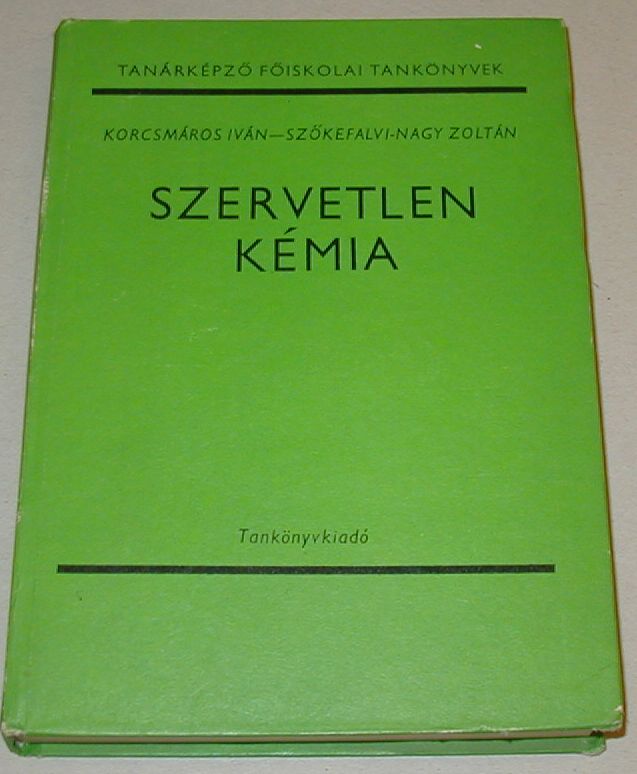 TANÁRKÉPZŐ FŐISKOLAI TANKÖNYVEK
KORCSMÁROS IVÁN—SZŐKEFALVI-NAGY ZOLTÁN
SZERVETLEN
KÉMIA
Tankönyvkiadó